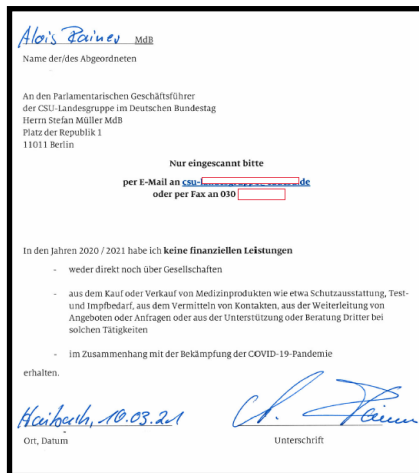 Alois Rainer MdB
Name der/des Abgeordneten
An den Parlamentarischen Geschäftsführer
der CSU-Landesgruppe im Deutschen Bundestag
Herrn Stefan Müller MdB
Platz der Republik 1
11011 Berlin
Nur eingescannt bitte
per E-Mail an csu-de
oder per Fax an 030
In den Jahren 2020 / 2021 habe ich keine finanziellen Leistungen
- weder direkt noch über Gesellschaften
- aus dem Kauf oder Verkauf von Medizinprodukten wie etwa Schutzausstattung, Test-
und Impfbedarf, aus dem Vermitteln von Kontakten, aus der Weiterleitung von
Angeboten oder Anfragen oder aus der Unterstützung oder Beratung Dritter bei
solchen Tätigkeiten
- im Zusammenhang mit der Bekämpfung der COVID-19-Pandemie
erhalten.
Haibach, 10.03.21
Ort, Datum
A. Rainer
Unterschrift